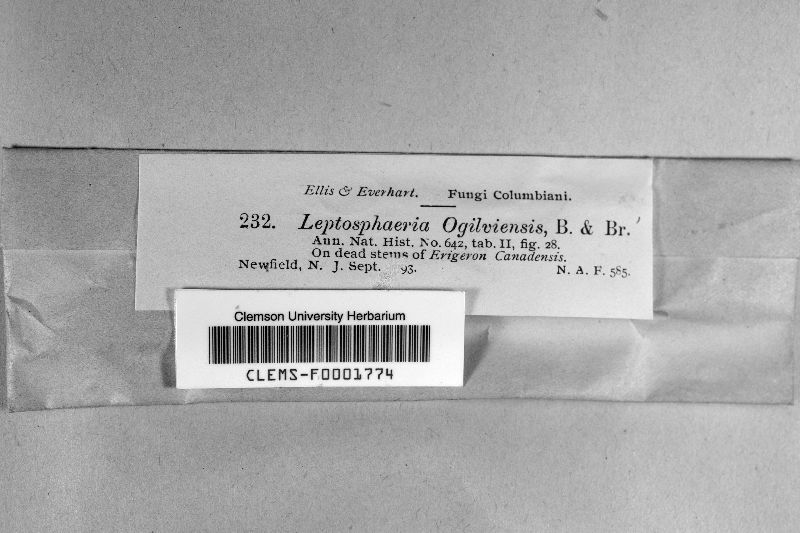 Ellis & Everhart. Fungi Columbiani.
232. Leptosphaeria Ogilviensis, B. & Br.
Ann. Nat. Hist. No. 642, tab. II, fig. 28.
On dead stems of Erigeron Canadensis.
Newfield, N. J. Sept. 93. N. A. F. 585.
Clemson University Herbarium
CLEMS-F0001774